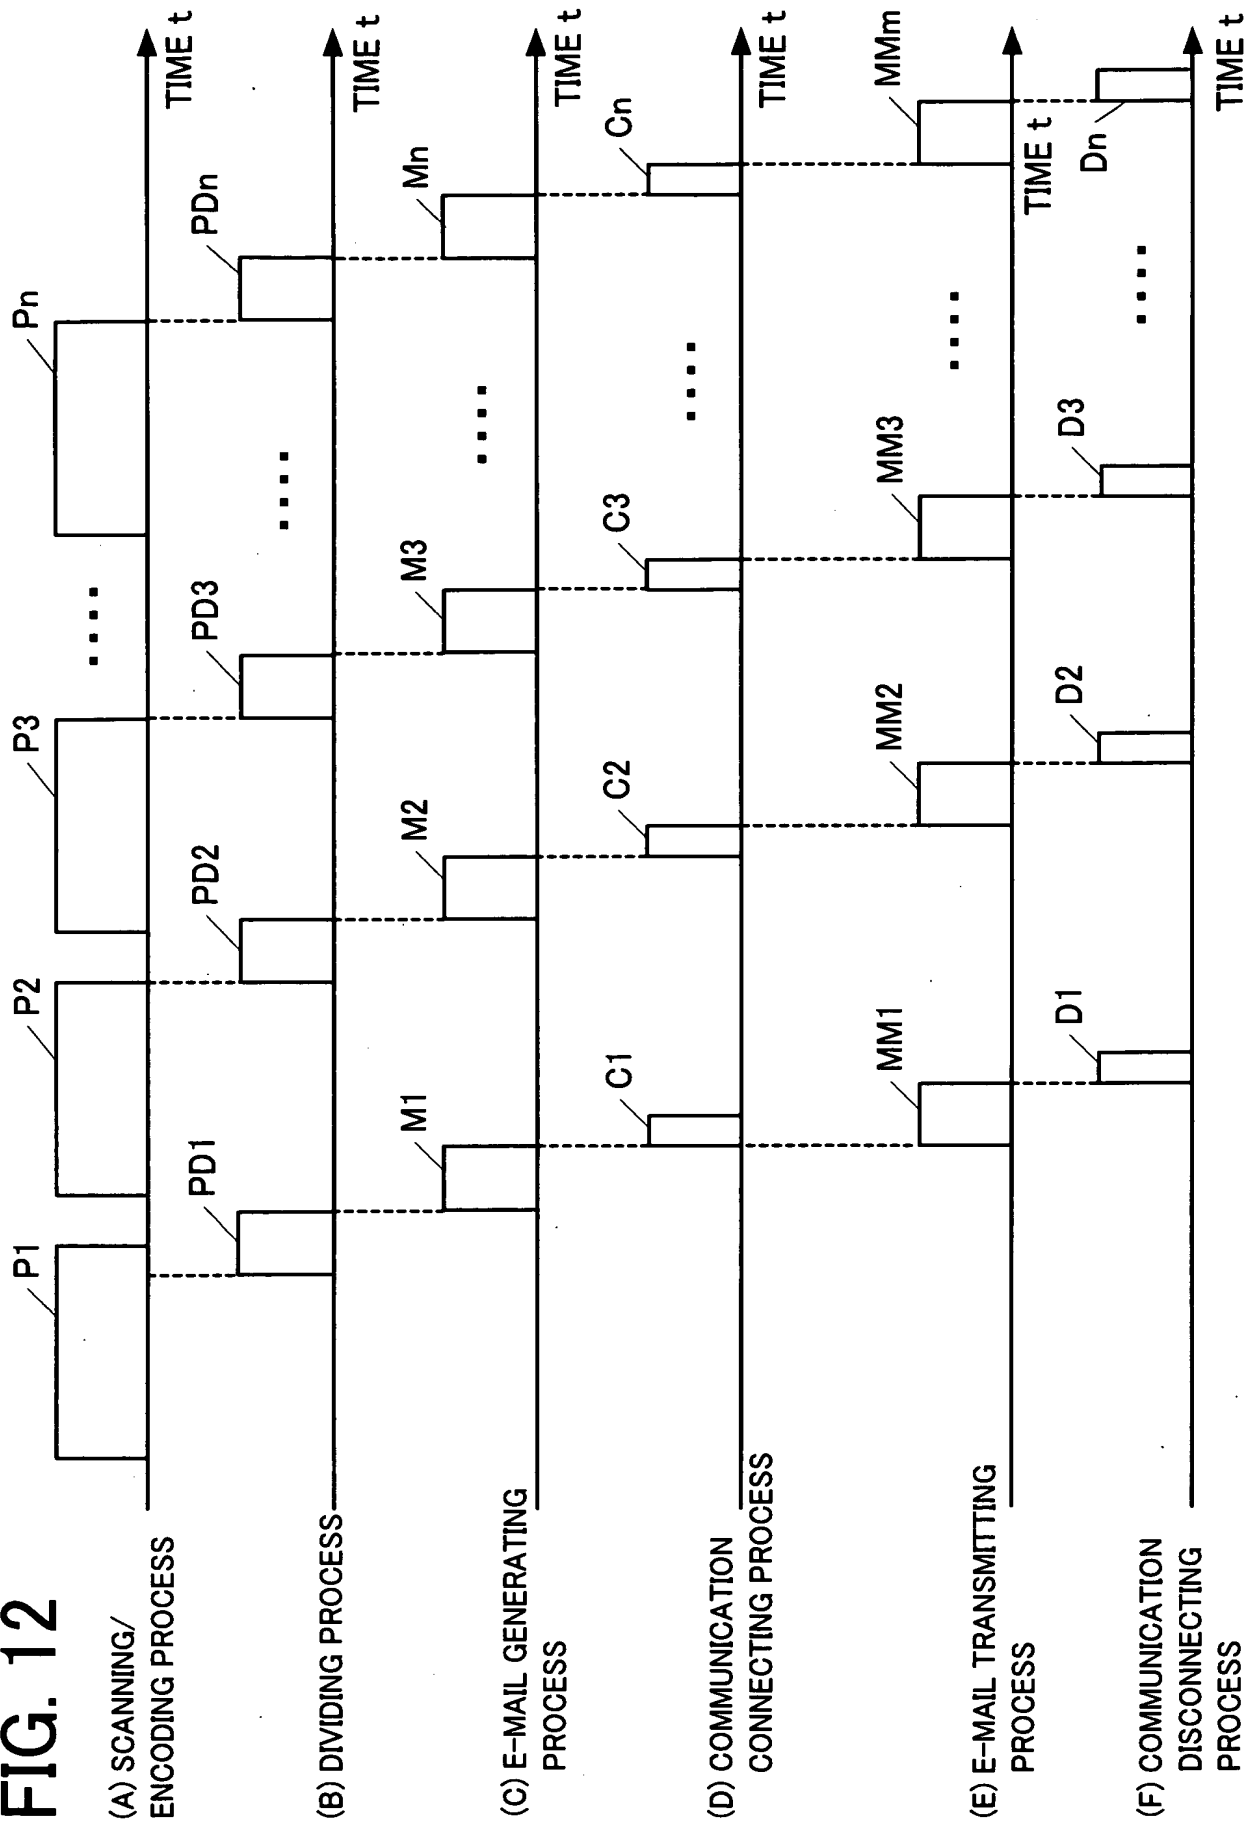 FIG. 12
(A) SCANNING/
ENCODING PROCESS
P1
P2
P3
Pn
TIME t
(B) DIVIDING PROCESS
PD1
PD2
PD3
PDn
TIME t
(C) E-MAIL GENERATING
PROCESS
M1
M2
M3
Mn
TIME t
(D) COMMUNICATION
CONNECTING PROCESS
C1
C2
C3
Cn
TIME t
(E) E-MAIL TRANSMITTING
PROCESS
MM1
MM2
MM3
MMm
TIME t
(F) COMMUNICATION
DISCONNECTING
PROCESS
D1
D2
D3
Dn
TIME t